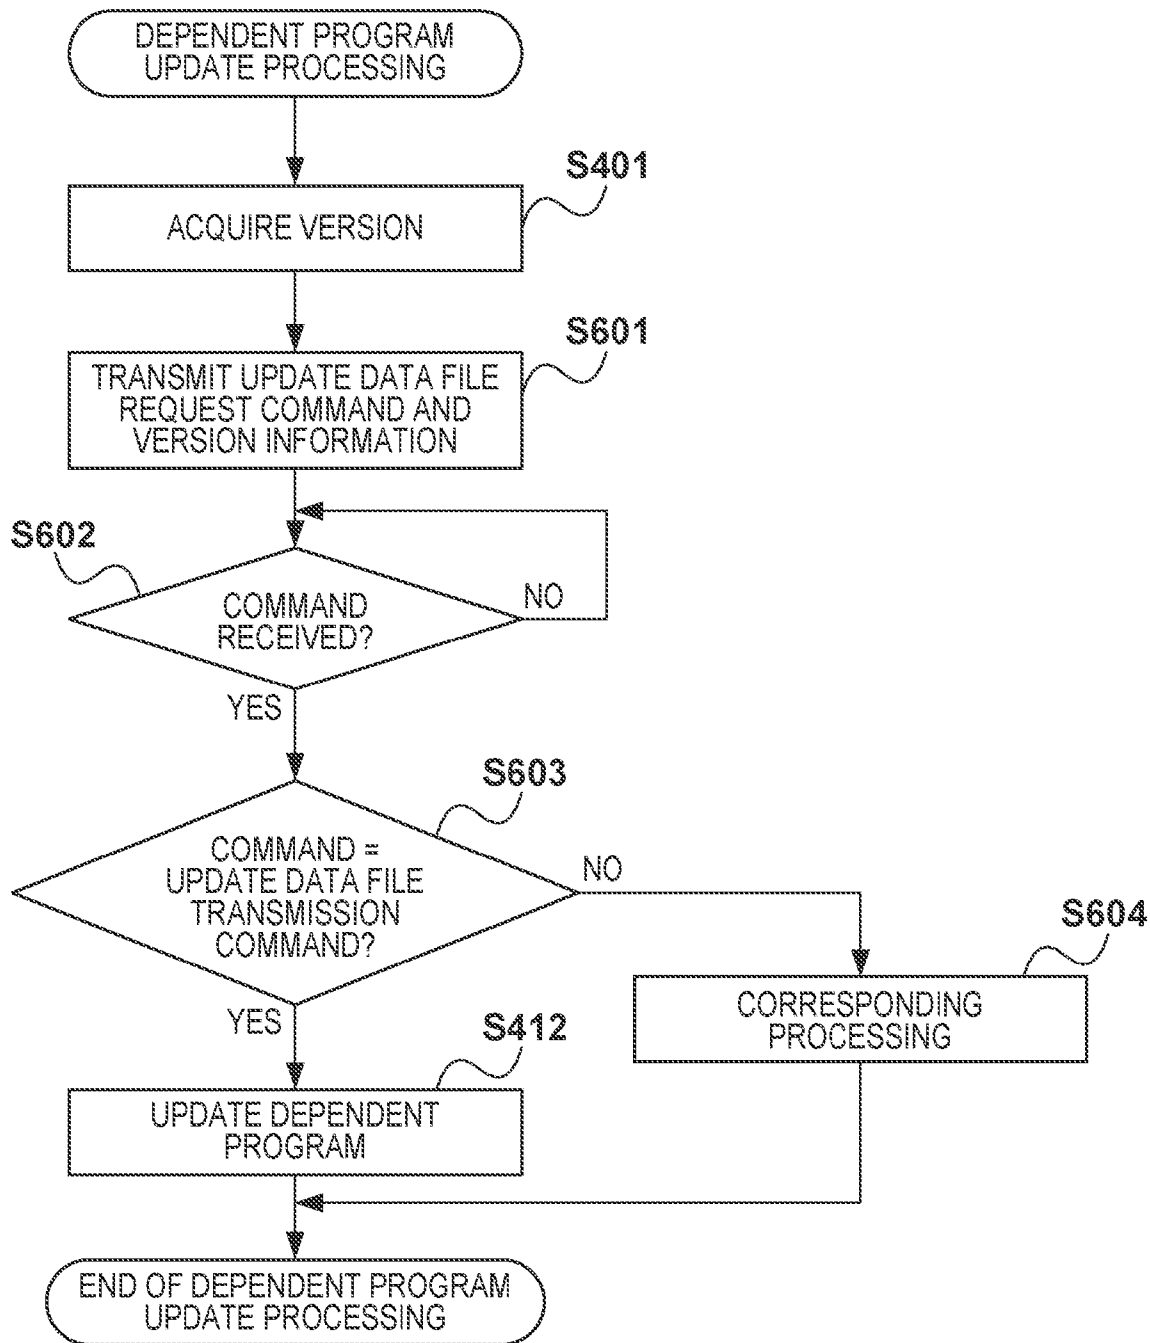 DEPENDENT PROGRAM
UPDATE PROCESSING
S401
ACQUIRE VERSION
S601
TRANSMIT UPDATE DATA FILE
REQUEST COMMAND AND
VERSION INFORMATION
S602
COMMAND
RECEIVED?
NO
YES
S603
COMMAND =
UPDATE DATA FILE
TRANSMISSION
COMMAND?
NO
YES
S604
CORRESPONDING
PROCESSING
S412
UPDATE DEPENDENT
PROGRAM
END OF DEPENDENT PROGRAM
UPDATE PROCESSING